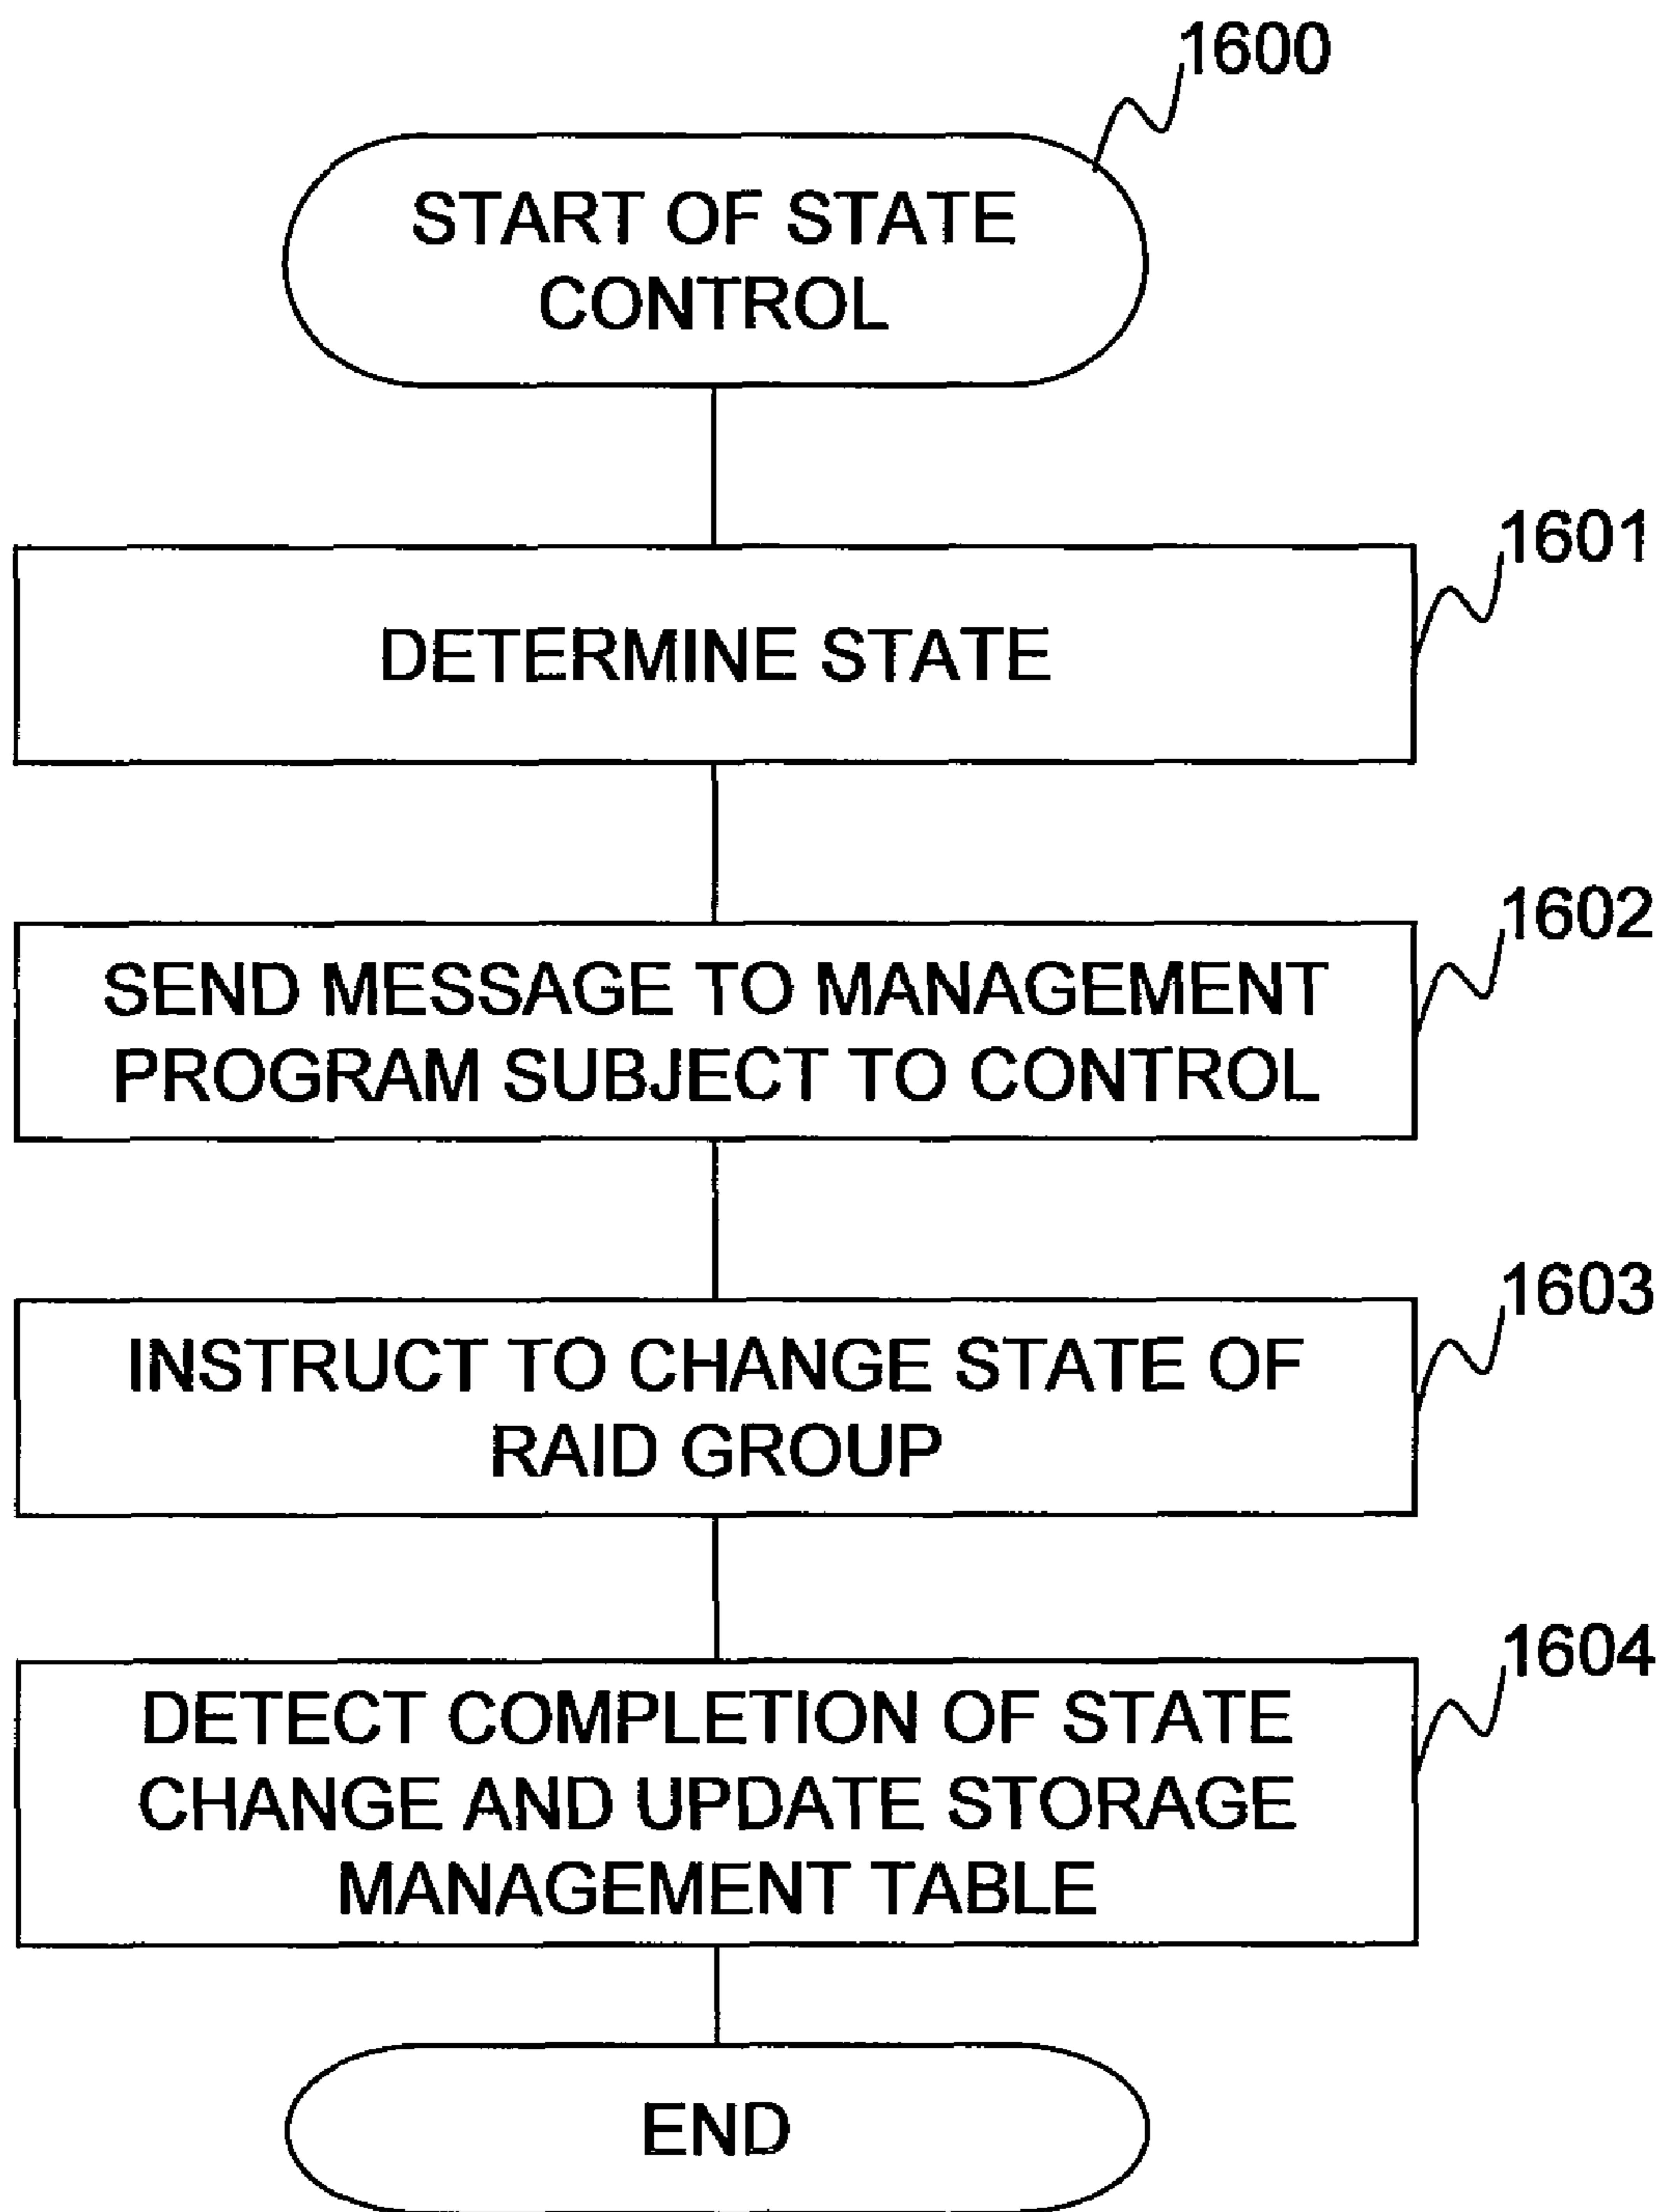 1600
START OF STATE
CONTROL
1601
DETERMINE STATE
1602
SEND MESSAGE TO MANAGEMENT
PROGRAM SUBJECT TO CONTROL
1603
INSTRUCT TO CHANGE STATE OF
RAID GROUP
1604
DETECT COMPLETION OF STATE
CHANGE AND UPDATE STORAGE
MANAGEMENT TABLE
END